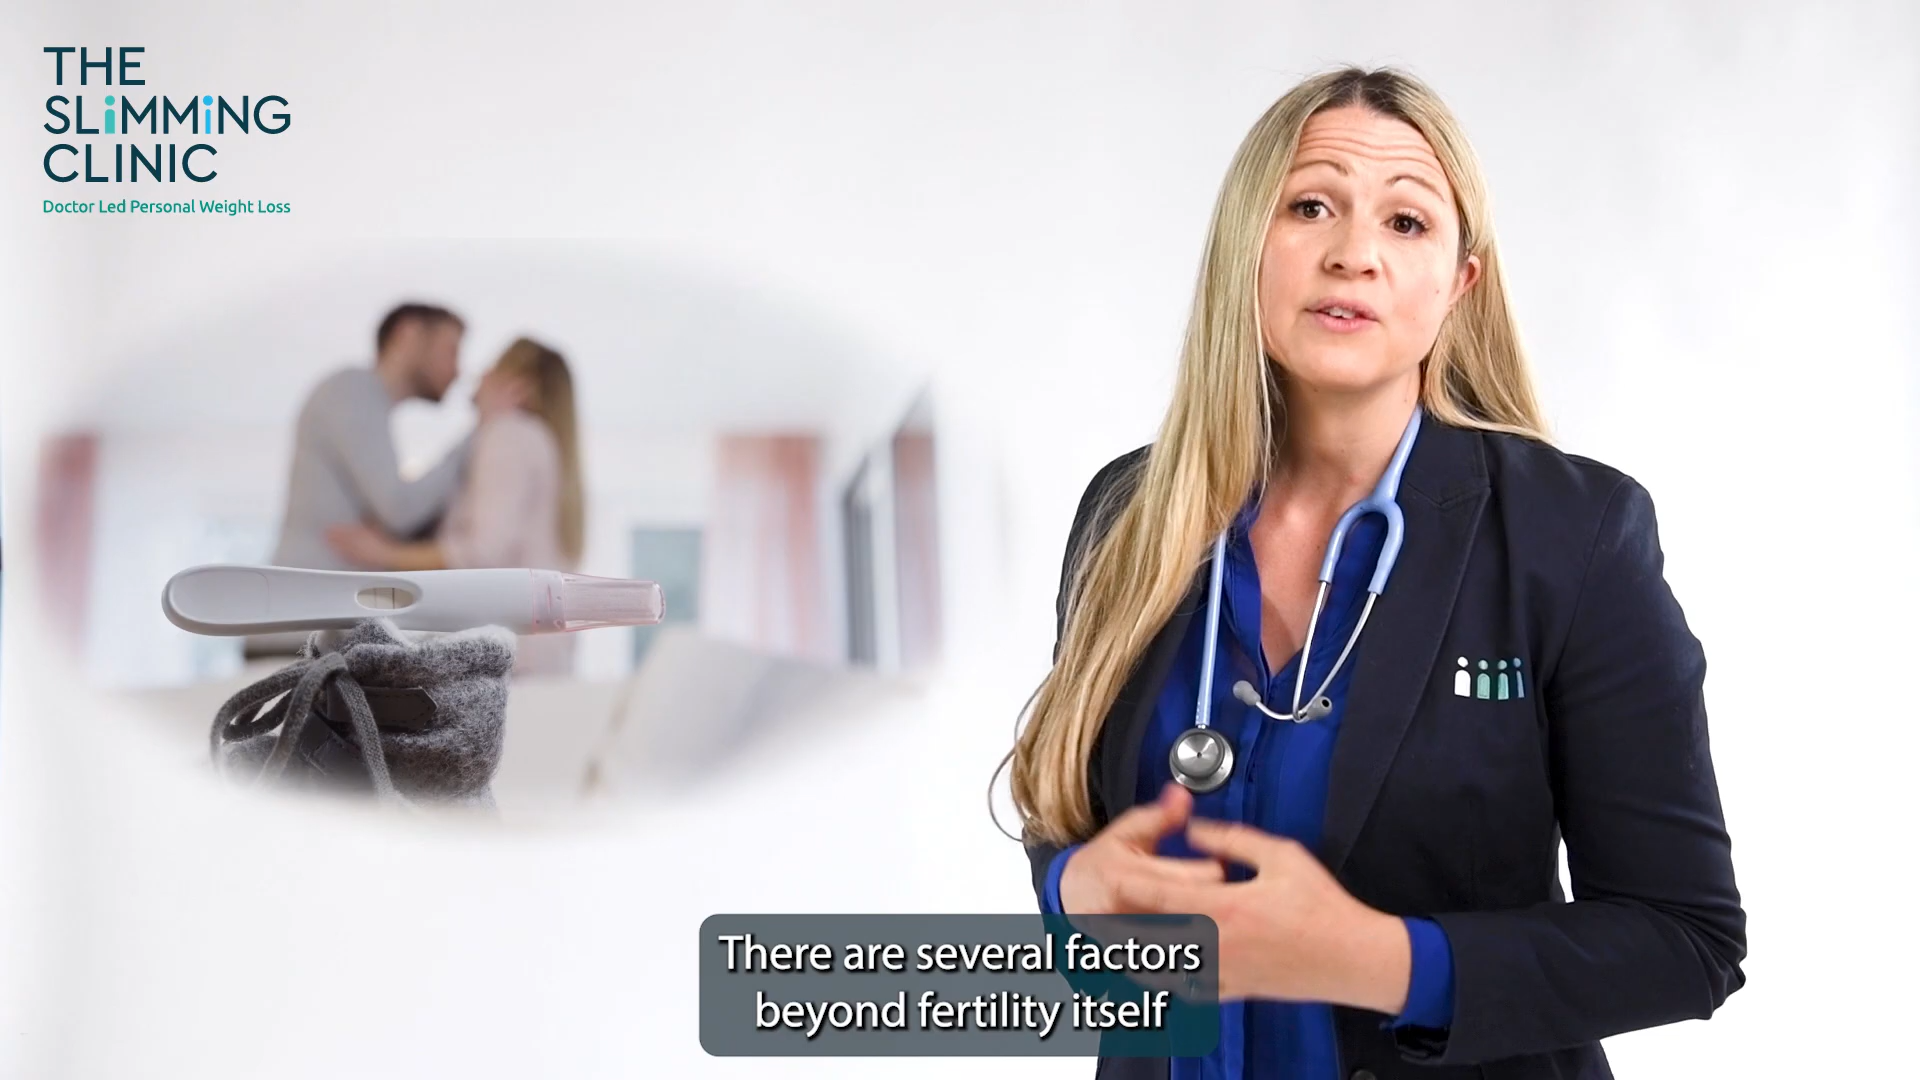 THE
SLiMMiNG
CLINIC
Doctor Led Personal Weight Loss
There are several factors
beyond fertility itself